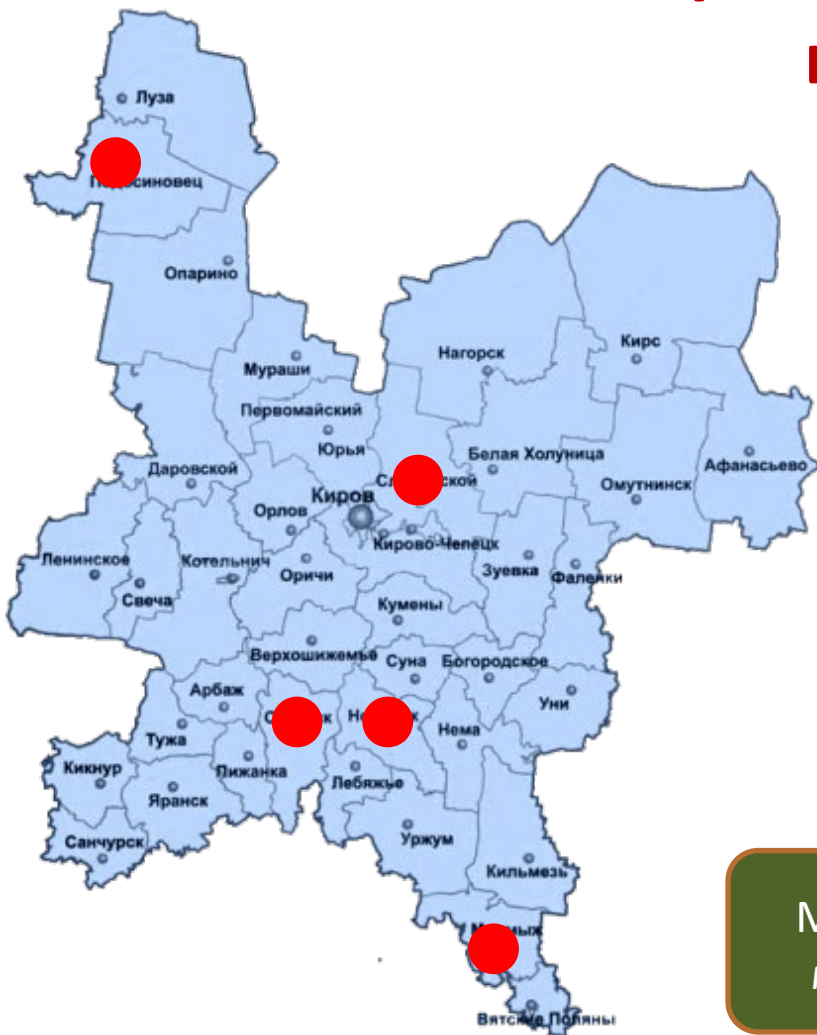 Луза
Опарино
Мураши
Нагорск
Кирс
Первомайский
Юрья
Белая Холуница
Афанасьево
Даровской
Омутнинск
Киров
Орлов
Кирово-Чепецк
Ленинское
Котельнич
Оричи
Зуевка
Фаленки
Свеча
Кумены
Верхошижемье
Суна
Богородское
Арбаж
Уни
Тужа
Нема
Кикнур
Пижанка
Лебяжье
Яранск
Уржум
Санчурск
Кильмезь
Вятские Поляны